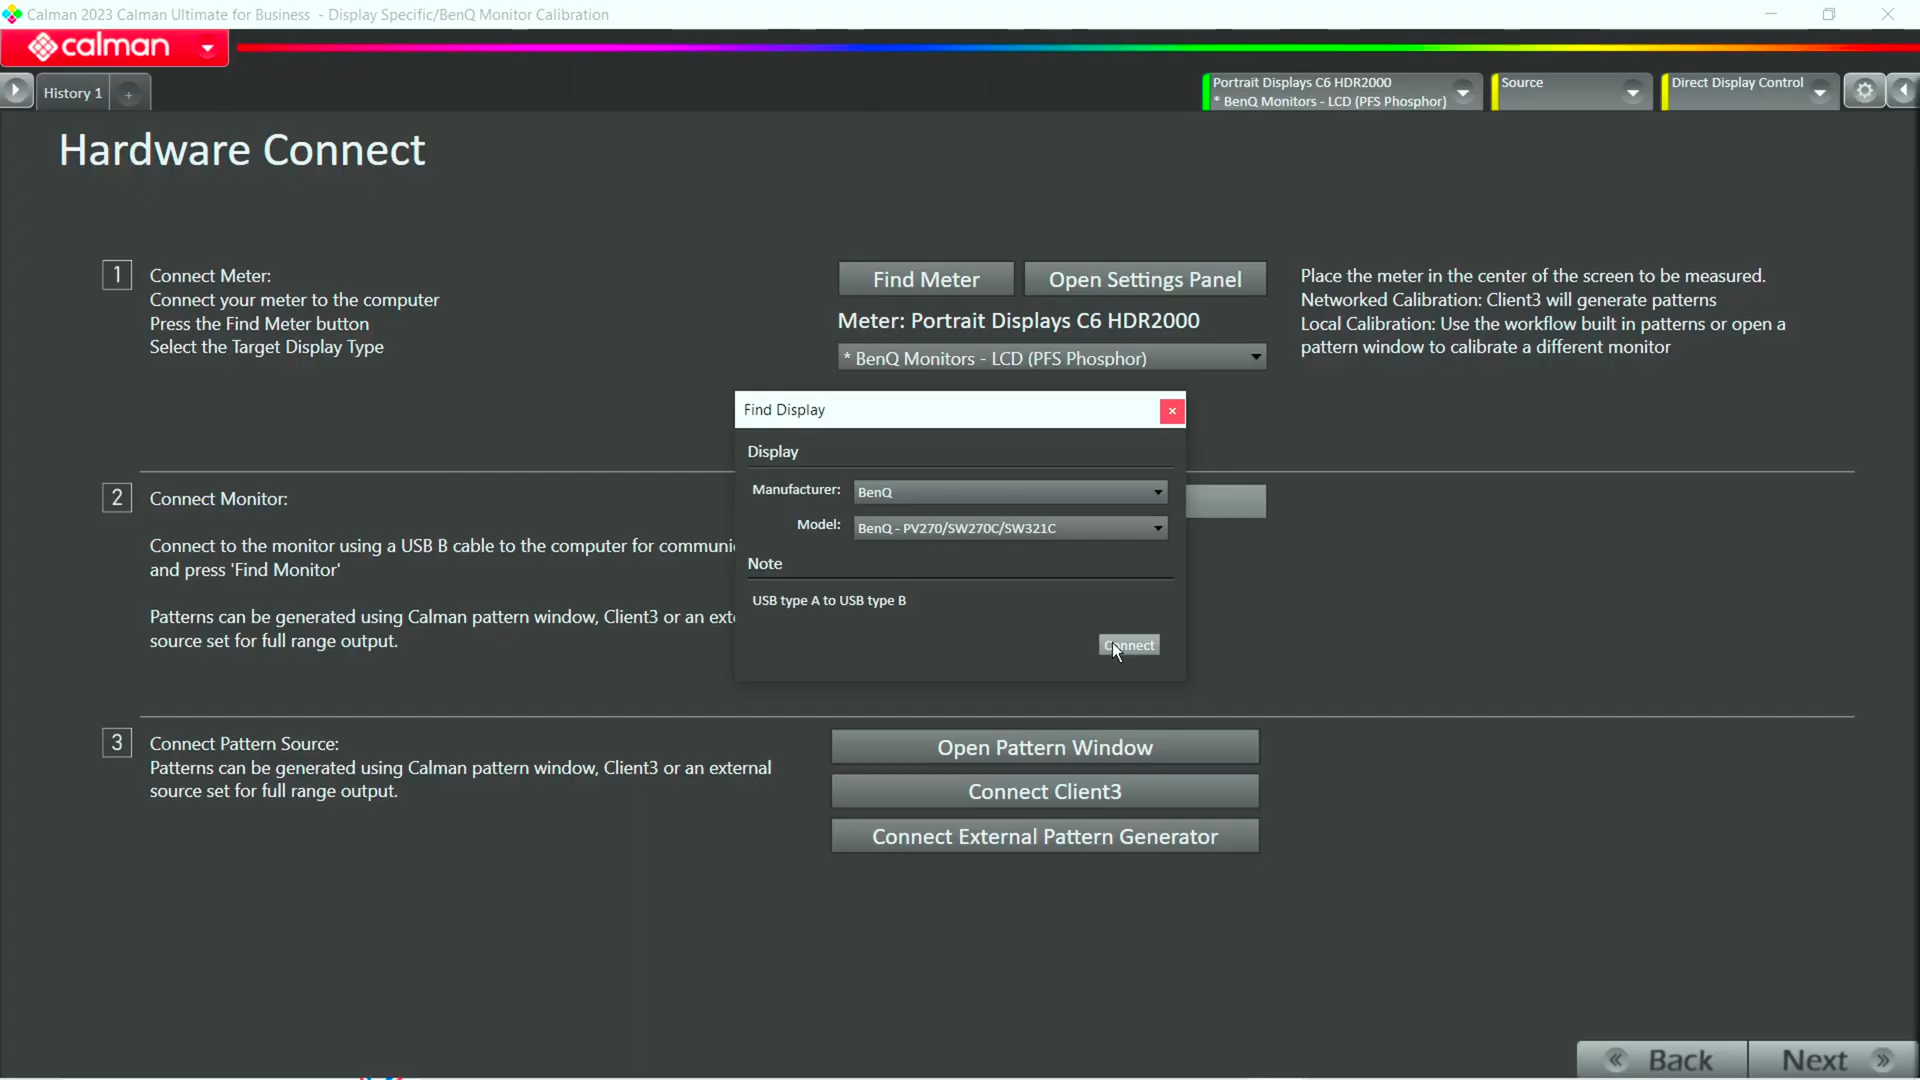 Calman 2023 Calman Ultimate for Business - Display Specific/BenQ Monitor Calibration
calman
History 1
+
Portrait Displays C6 HDR2000
* BenQ Monitors - LCD (PFS Phosphor)
Source
Direct Display Control
Hardware Connect
1
Connect Meter:
Connect your meter to the computer
Press the Find Meter button
Select the Target Display Type
Find Meter
Open Settings Panel
Meter: Portrait Displays C6 HDR2000
* BenQ Monitors - LCD (PFS Phosphor)
Place the meter in the center of the screen to be measured.
Networked Calibration: Client3 will generate patterns
Local Calibration: Use the workflow built in patterns or open a
pattern window to calibrate a different monitor
2
Connect Monitor:
Connect to the monitor using a USB B cable to the computer for communi
and press 'Find Monitor'
Patterns can be generated using Calman pattern window, Client3 or an exte
source set for full range output.
Find Display
Display
Manufacturer:
BenQ
Model:
BenQ - PV270/SW270C/SW321C
Note
USB type A to USB type B
Connect
3
Connect Pattern Source:
Patterns can be generated using Calman pattern window, Client3 or an external
source set for full range output.
Open Pattern Window
Connect Client3
Connect External Pattern Generator
Back
Next